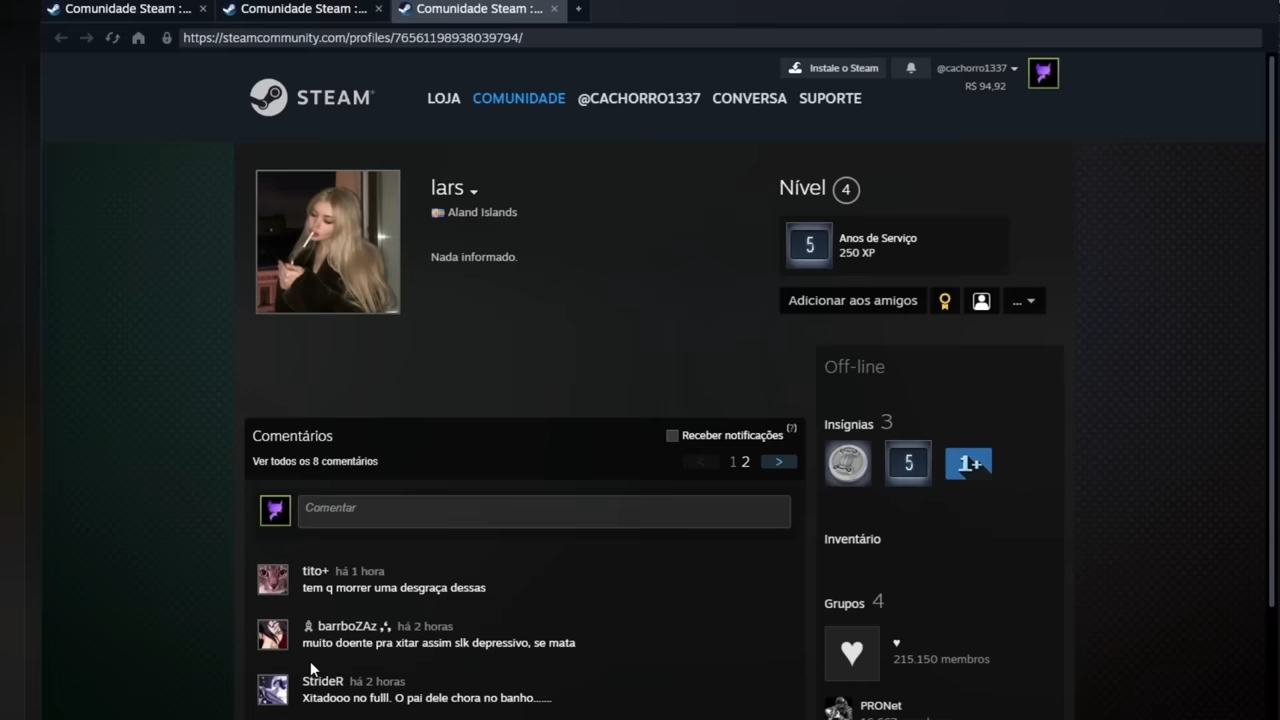 Comunidade Steam :...
Comunidade Steam :...
Comunidade Steam :...
https://steamcommunity.com/profiles/76561198938039794/
Instale o Steam
@cachorro1337
R$ 94,92
STEAM
LOJA COMUNIDADE @CACHORRO1337 CONVERSA SUPORTE
lars
Aland Islands
Nada informado.
Nível 4
5
Anos de Serviço
250 XP
Adicionar aos amigos
...
Off-line
Insígnias 3
5
1+
Inventário
Grupos 4
♥
215.150 membros
PRONet
Comentários
Receber notificações (?)
Ver todos os 8 comentários
< 1 2 >
Comentar
tito+ há 1 hora
tem q morrer uma desgraça dessas
barrboZAz há 2 horas
muito doente pra xitar assim slk depressivo, se mata
StrideR há 2 horas
Xitadooo no fulll. O pai dele chora no banho.......